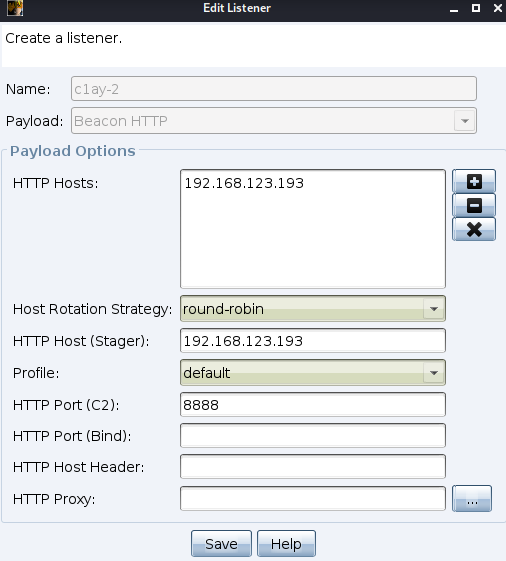 Edit Listener
Create a listener.
Name: c1ay-2
Payload: Beacon HTTP
Payload Options
HTTP Hosts: 192.168.123.193
Host Rotation Strategy: round-robin
HTTP Host (Stager): 192.168.123.193
Profile: default
HTTP Port (C2): 8888
HTTP Port (Bind):
HTTP Host Header:
HTTP Proxy: ...
Save Help